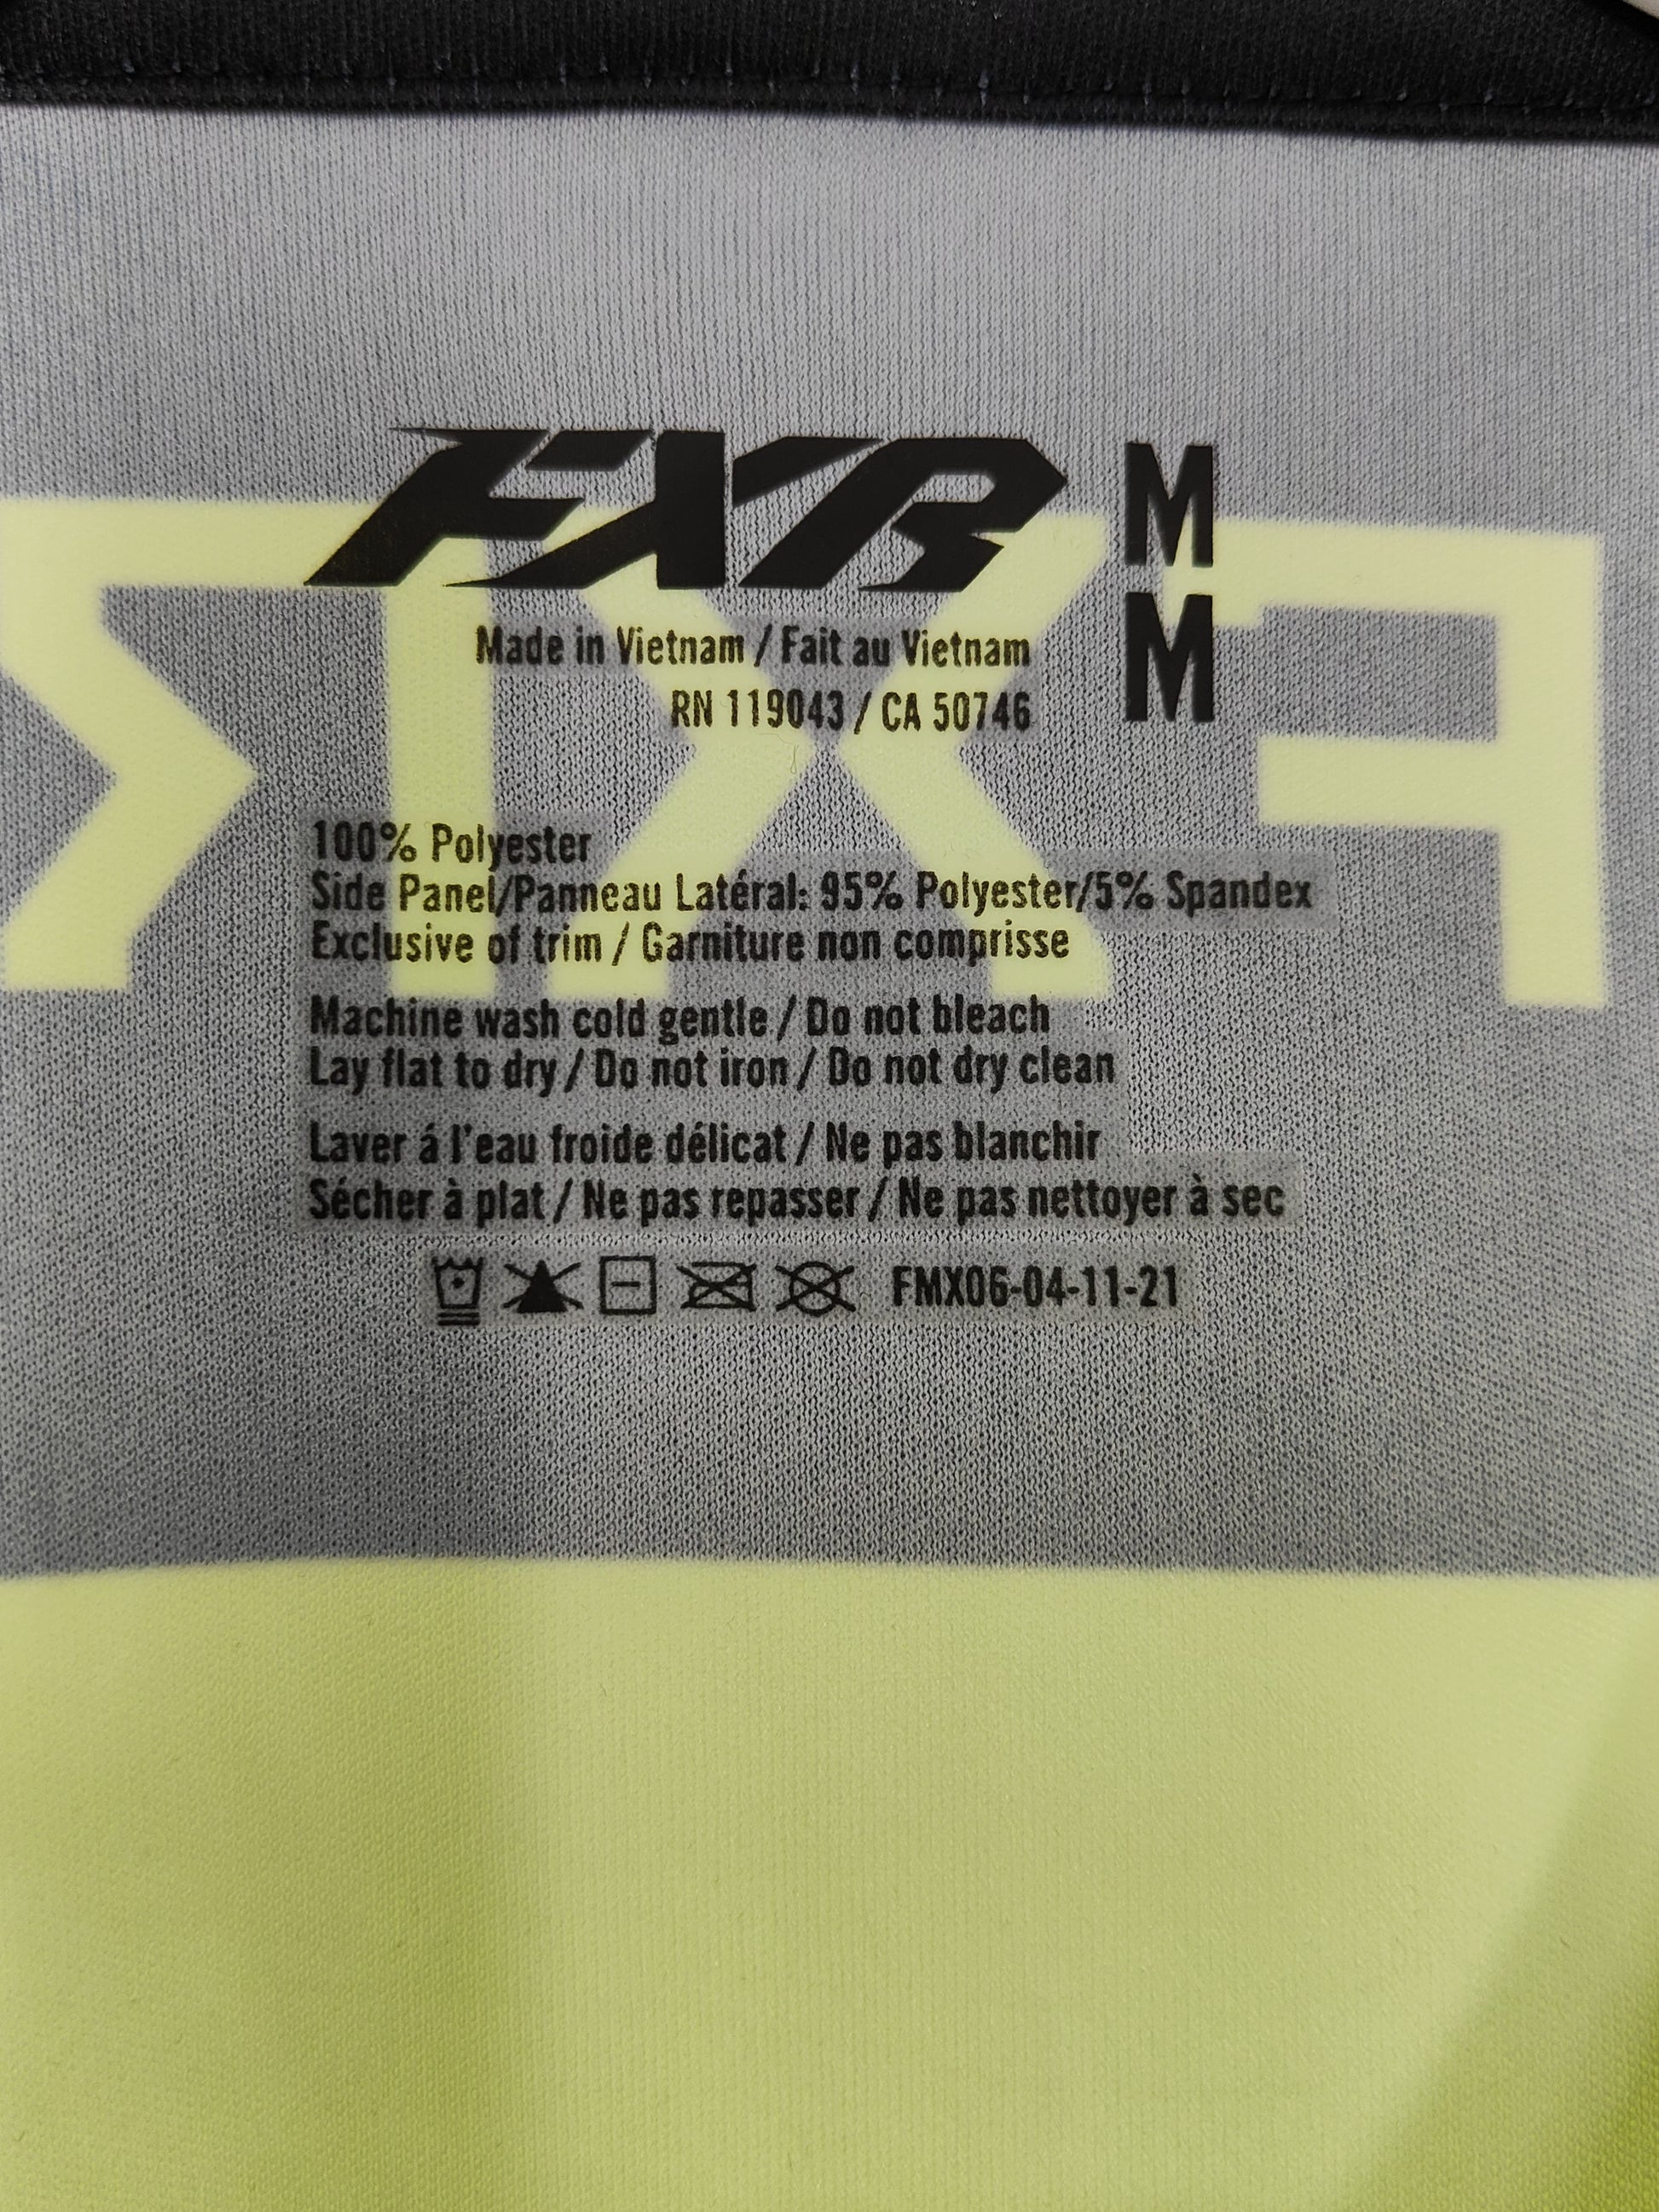 FXR M
M
Made in Vietnam / Fait au Vietnam
RN 119043 / CA 50746
100% Polyester
Side Panel/Panneau Latéral: 95% Polyester/5% Spandex
Exclusive of trim / Garniture non comprisse
Machine wash cold gentle / Do not bleach
Lay flat to dry / Do not iron / Do not dry clean
Laver á l'eau froide délicat / Ne pas blanchir
Sécher à plat / Ne pas repasser / Ne pas nettoyer à sec
FMX06-04-11-21
FXR